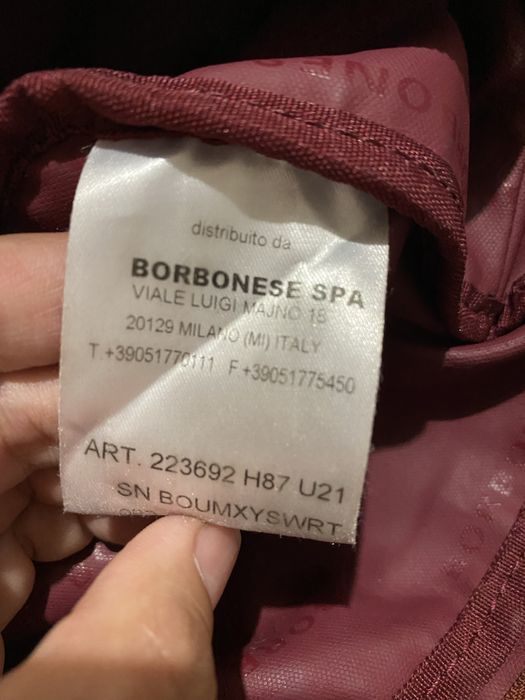 distribuito da
BORBONESE SPA
VIALE LUIGI MAJNO 18
20129 MILANO (MI) ITALY
T.+39051770111 F+39051775450
ART. 223692 H87 U21
SN BOUMXYSWRT